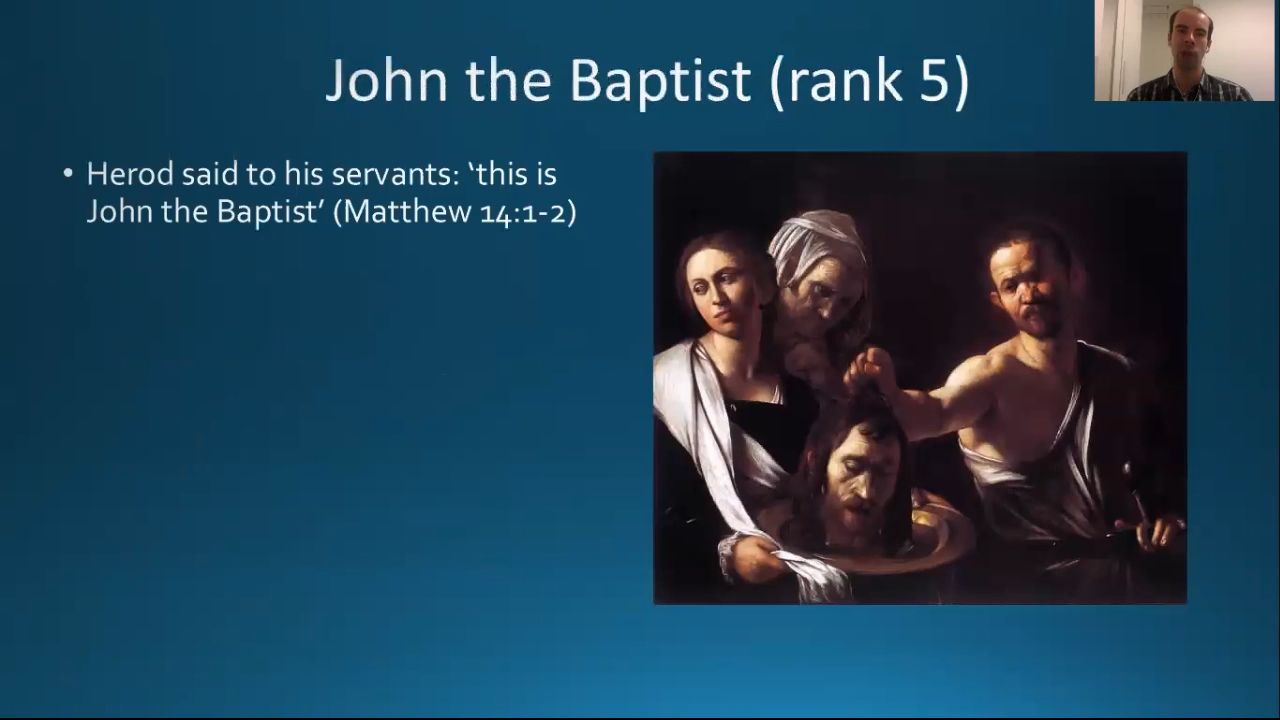 John the Baptist (rank 5)
• Herod said to his servants: ‘this is
John the Baptist’ (Matthew 14:1-2)